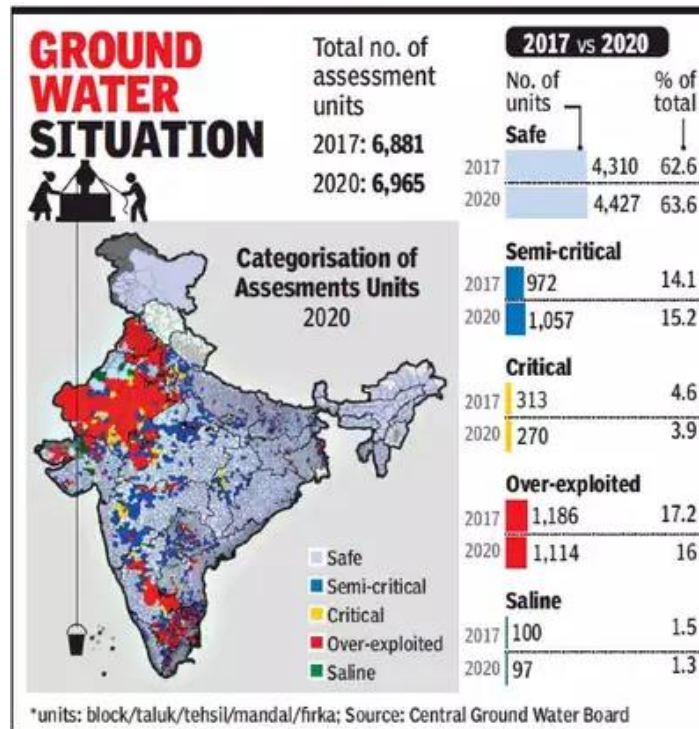 GROUND
WATER
SITUATION
Total no. of
assessment
units
2017: 6,881
2020: 6,965
2017 vs 2020
No. of
units
% of
total
Safe
2017 4,310 62.6
2020 4,427 63.6
Semi-critical
2017 972 14.1
2020 1,057 15.2
Critical
2017 313 4.6
2020 270 3.9
Over-exploited
2017 1,186 17.2
2020 1,114 16
Saline
2017 100 1.5
2020 97 1.3
Categorisation of
Assesments Units
2020
Safe
Semi-critical
Critical
Over-exploited
Saline
*units: block/taluk/tehsil/mandal/firka; Source: Central Ground Water Board